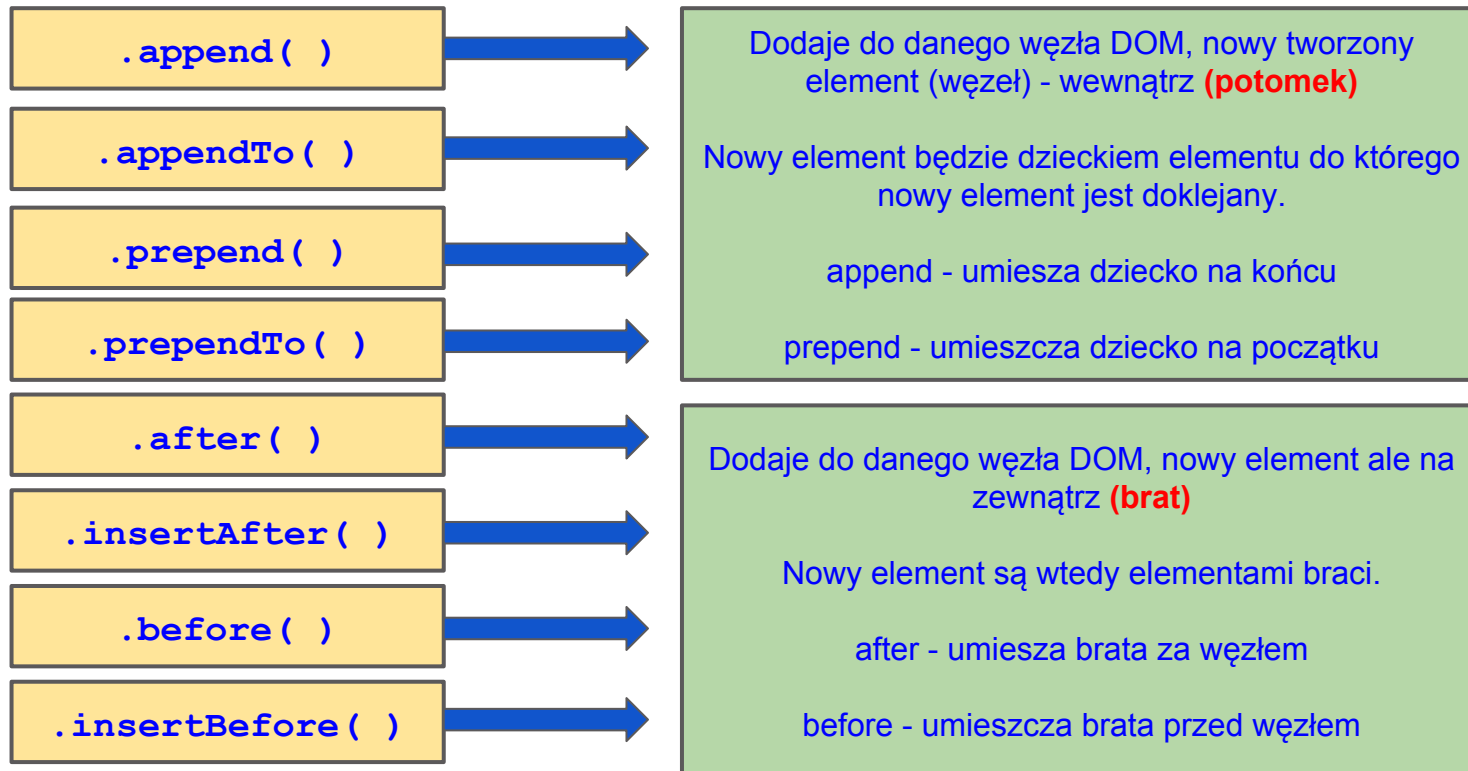 .append( )
.appendTo( )
.prepend( )
.prependTo( )
.after( )
.insertAfter( )
.before( )
.insertBefore( )
Dodaje do danego węzła DOM, nowy tworzony
element (węzeł) - wewnątrz (potomek)
Nowy element będzie dzieckiem elementu do którego
nowy element jest doklejany.
append - umiesza dziecko na końcu
prepend - umieszcza dziecko na początku
Dodaje do danego węzła DOM, nowy element ale na
zewnątrz (brat)
Nowy element są wtedy elementami braci.
after - umiesza brata za węzłem
before - umieszcza brata przed węzłem